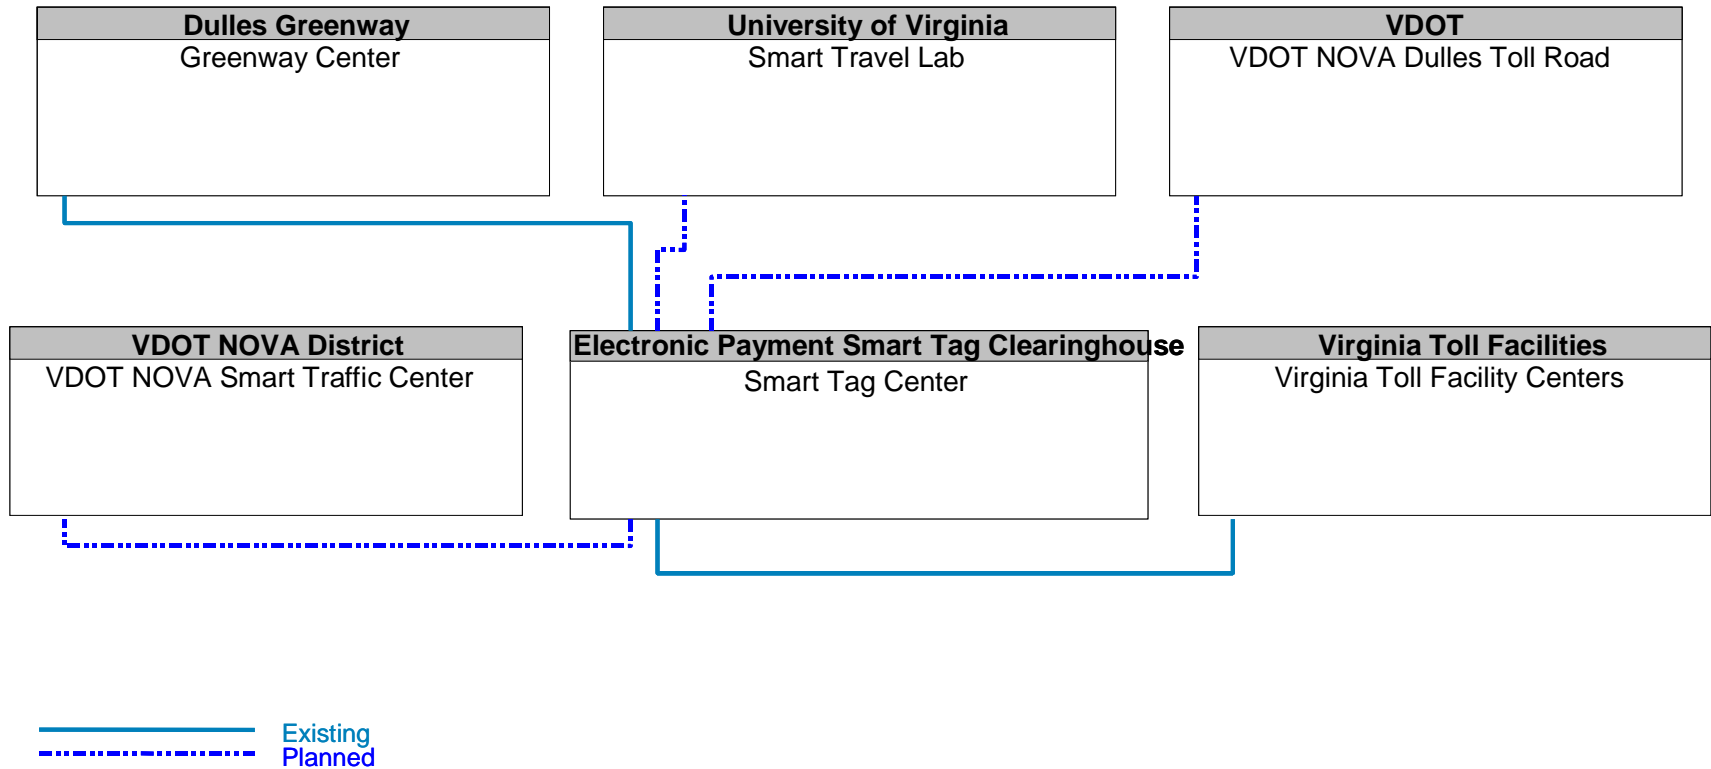 Dulles Greenway
Greenway Center
University of Virginia
Smart Travel Lab
VDOT
VDOT NOVA Dulles Toll Road
VDOT NOVA District
VDOT NOVA Smart Traffic Center
Electronic Payment Smart Tag Clearinghouse
Smart Tag Center
Virginia Toll Facilities
Virginia Toll Facility Centers
Existing
Planned